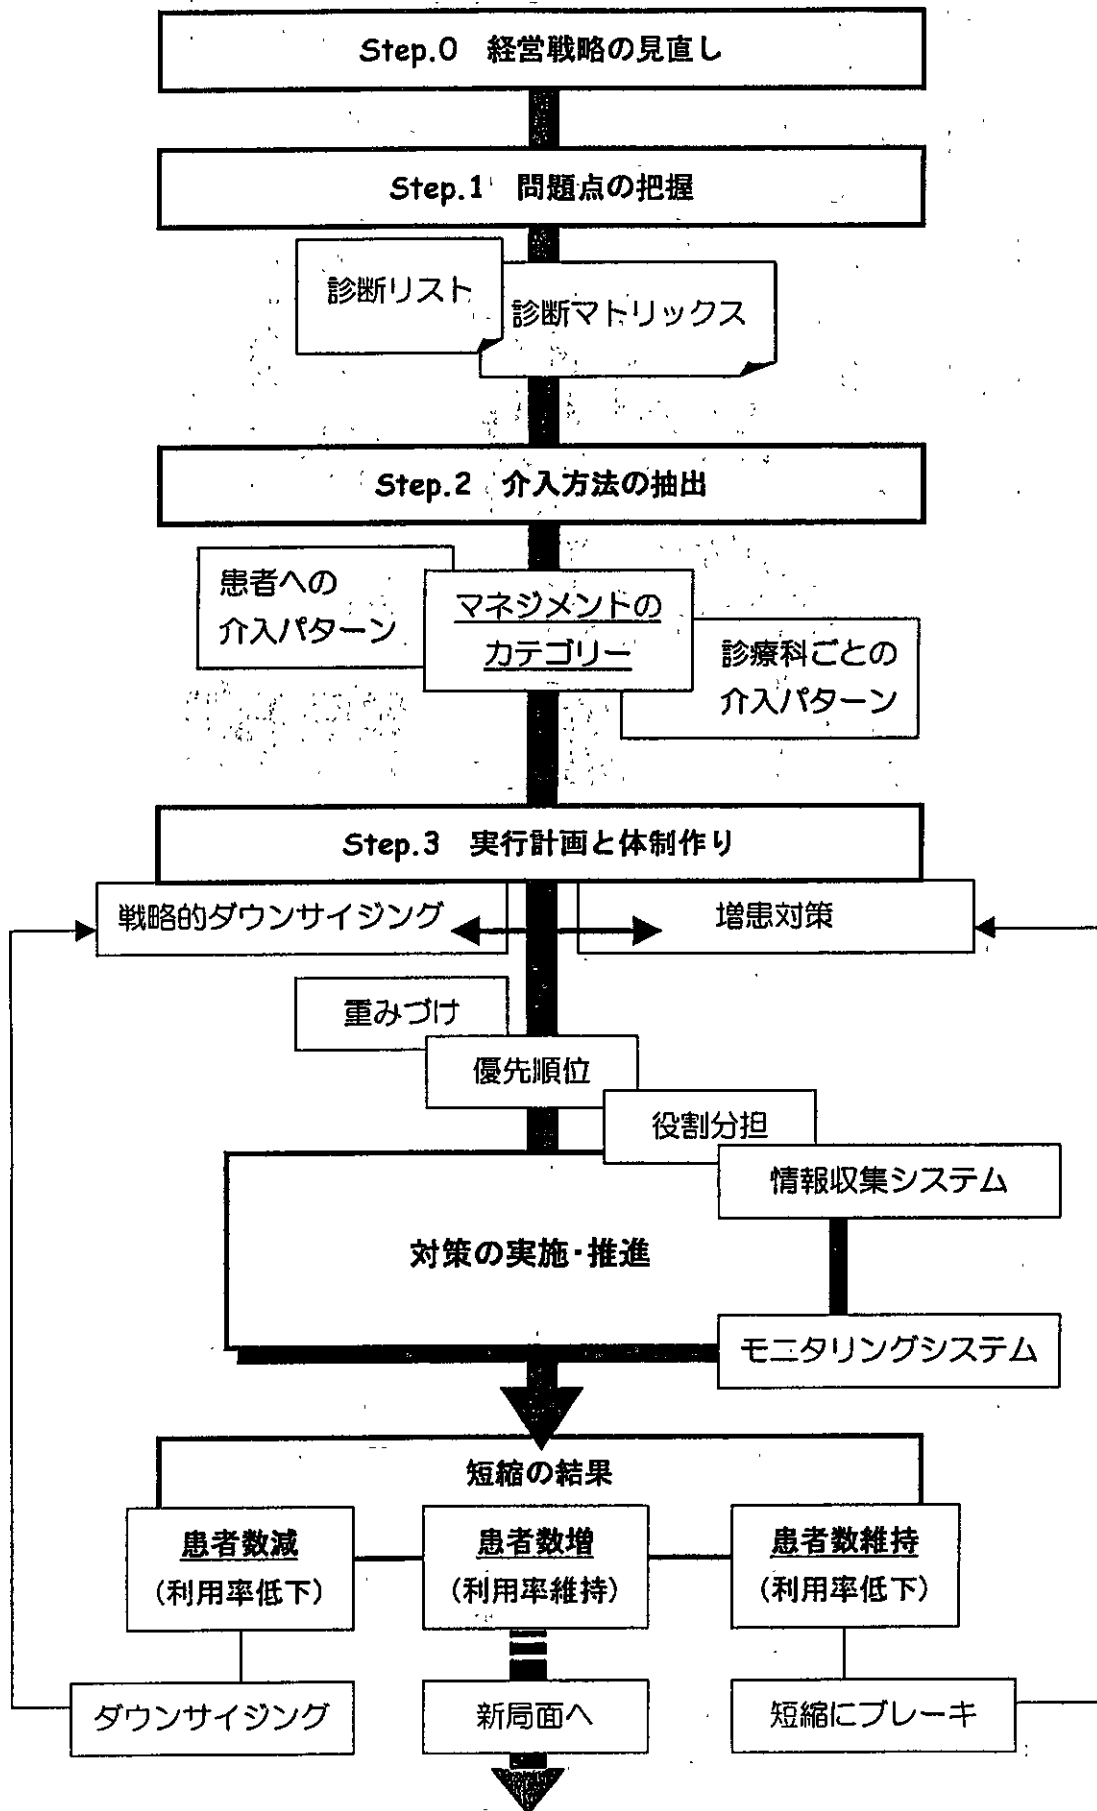 Step.0 経営戦略の見直し
Step.1 問題点の把握
診断リスト
診断マトリックス
Step.2 介入方法の抽出
患者への
介入パターン
マネジメントの
カテゴリー
診療科ごとの
介入パターン
Step.3 実行計画と体制作り
戦略的ダウンサイジング
増患対策
重みづけ
優先順位
役割分担
情報収集システム
対策の実施・推進
モニタリングシステム
短縮の結果
患者数減
(利用率低下)
患者数増
(利用率維持)
患者数維持
(利用率低下)
ダウンサイジング
新局面へ
短縮にブレーキ